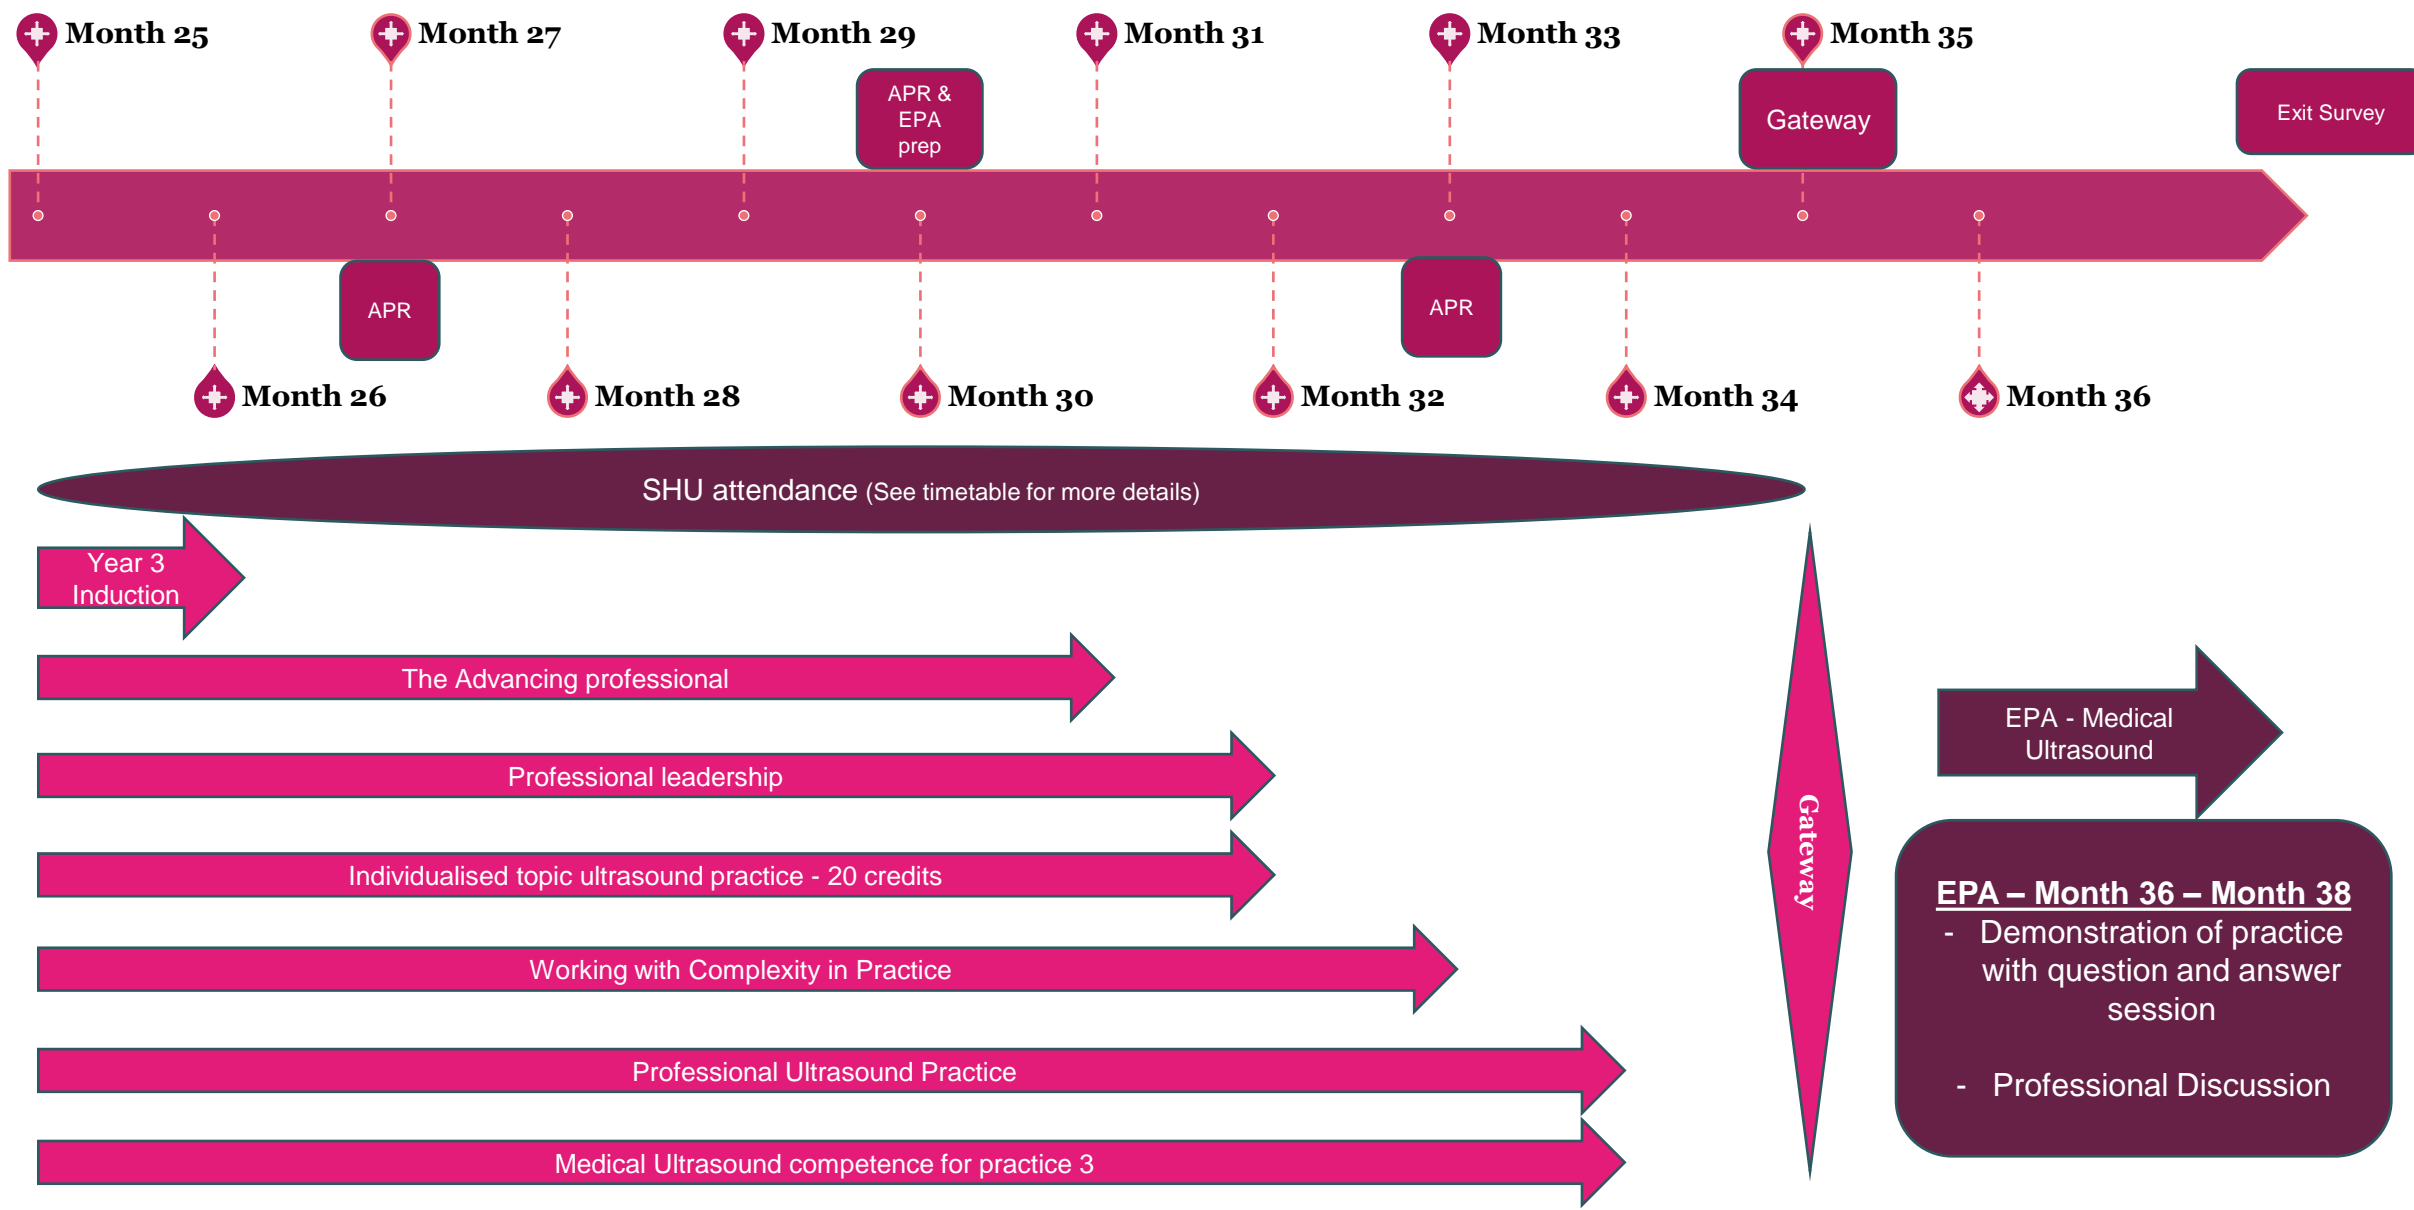 Month 25
Month 27
Month 29
Month 31
Month 33
Month 35
APR &
EPA
prep
Gateway
Exit Survey
APR
APR
Month 26
Month 28
Month 30
Month 32
Month 34
Month 36
SHU attendance (See timetable for more details)
Year 3
Induction
The Advancing professional
Professional leadership
Individualised topic ultrasound practice - 20 credits
Working with Complexity in Practice
Professional Ultrasound Practice
Medical Ultrasound competence for practice 3
Gateway
EPA - Medical
Ultrasound
EPA – Month 36 – Month 38
- Demonstration of practice
with question and answer
session
- Professional Discussion